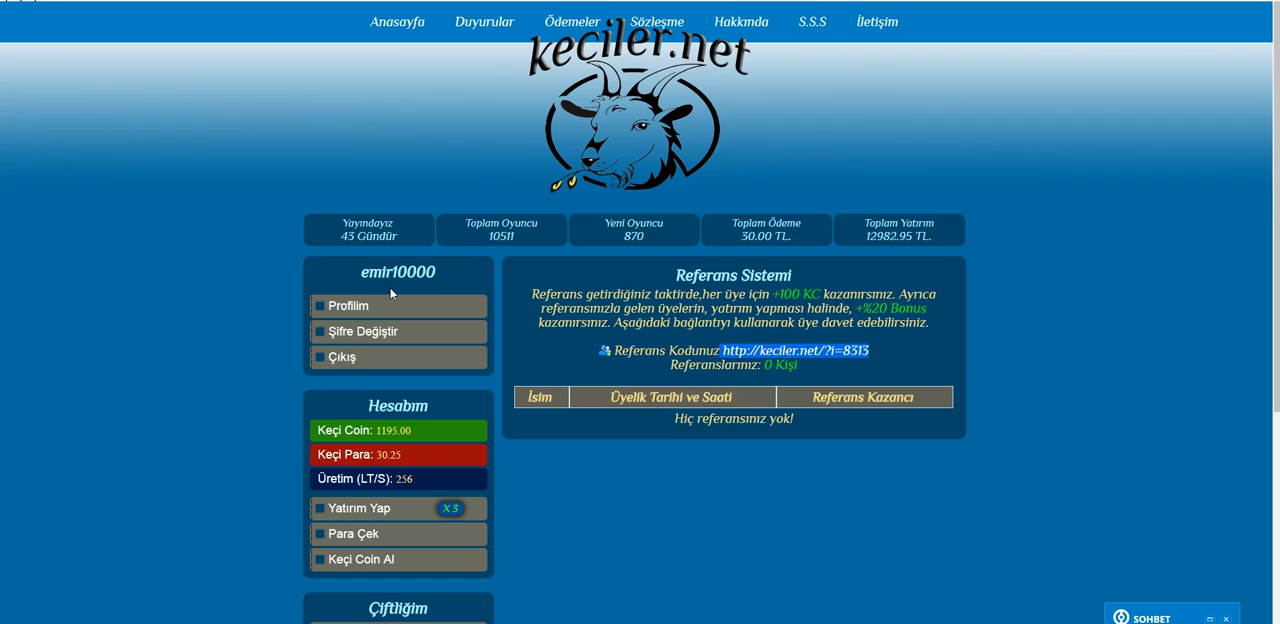 Anasayfa Duyurular Ödemeler Sözleşme Hakkında S.S.S İletişim
keciler.net
Yayındayız Toplam Oyuncu Yeni Oyuncu Toplam Ödeme Toplam Yatırım
43 Gündür 10511 870 30.00 TL. 12982.95 TL.
emir10000
Profilim
Şifre Değiştir
Çıkış
Hesabım
Keçi Coin: 1195.00
Keçi Para: 30.25
Üretim (LT/S): 256
Yatırım Yap X 3
Para Çek
Keçi Coin Al
Çiftliğim
Referans Sistemi
Referans getirdiğiniz taktirde,her üye için +100 KC kazanırsınız. Ayrıca
referansınızla gelen üyelerin, yatırım yapması halinde, +%20 Bonus
kazanırsınız. Aşağıdaki bağlantıyı kullanarak üye davet edebilirsiniz.
Referans Kodunuz http://keciler.net/?i=8313
Referanslarınız: 0 Kişi
İsim Üyelik Tarihi ve Saati Referans Kazancı
Hiç referansınız yok!
SOHBET